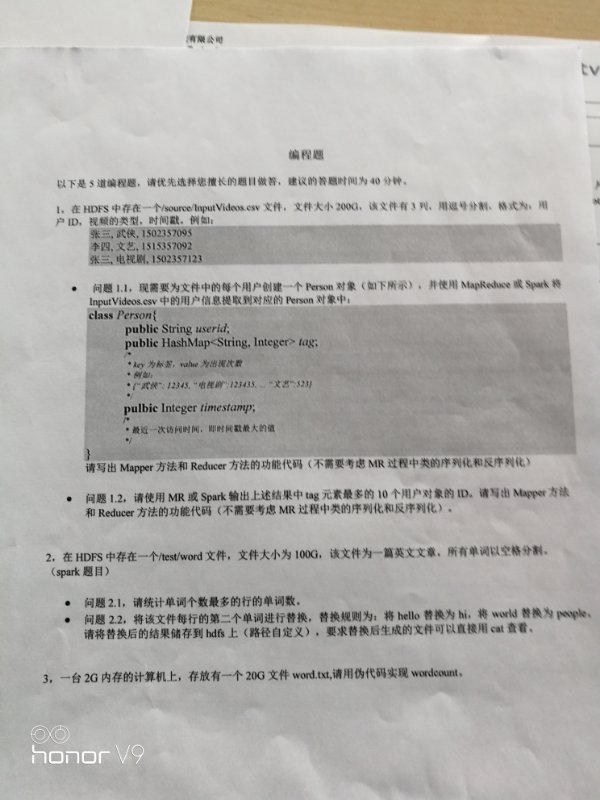 有限公司
tv
编程题
以下是 5 道编程题，请优先选择您擅长的题目做答，建议的答题时间为 40 分钟。
1，在 HDFS 中存在一个/source/InputVideos.csv 文件，文件大小 200G，该文件有 3 列，用逗号分割，格式为：用
户 ID，视频的类型，时间戳，例如：
张三, 武侠, 1502357095
李四, 文艺, 1515357092
张三, 电视剧, 1502357123
• 问题 1.1，现需要为文件中的每个用户创建一个 Person 对象（如下所示），并使用 MapReduce 或 Spark 将
InputVideos.csv 中的用户信息提取到对应的 Person 对象中：
class Person{
public String userid;
public HashMap<String, Integer> tag;
/*
* key 为标签，value 为出现次数
* 例如：
* {"武侠": 12345, "电视剧":123435, ... "文艺":523}
*/
pulbic Integer timestamp;
/*
* 最近一次访问时间，即时间戳最大的值
*/
}
请写出 Mapper 方法和 Reducer 方法的功能代码（不需要考虑 MR 过程中类的序列化和反序列化）
• 问题 1.2，请使用 MR 或 Spark 输出上述结果中 tag 元素最多的 10 个用户对象的 ID。请写出 Mapper 方法
和 Reducer 方法的功能代码（不需要考虑 MR 过程中类的序列化和反序列化）。
2，在 HDFS 中存在一个/test/word 文件，文件大小为 100G，该文件为一篇英文文章，所有单词以空格分割。
（spark 题目）
• 问题 2.1，请统计单词个数最多的行的单词数。
• 问题 2.2，将该文件每行的第二个单词进行替换，替换规则为：将 hello 替换为 hi，将 world 替换为 people。
请将替换后的结果储存到 hdfs 上（路径自定义），要求替换后生成的文件可以直接用 cat 查看。
3，一台 2G 内存的计算机上，存放有一个 20G 文件 word.txt,请用伪代码实现 wordcount。
honor V9